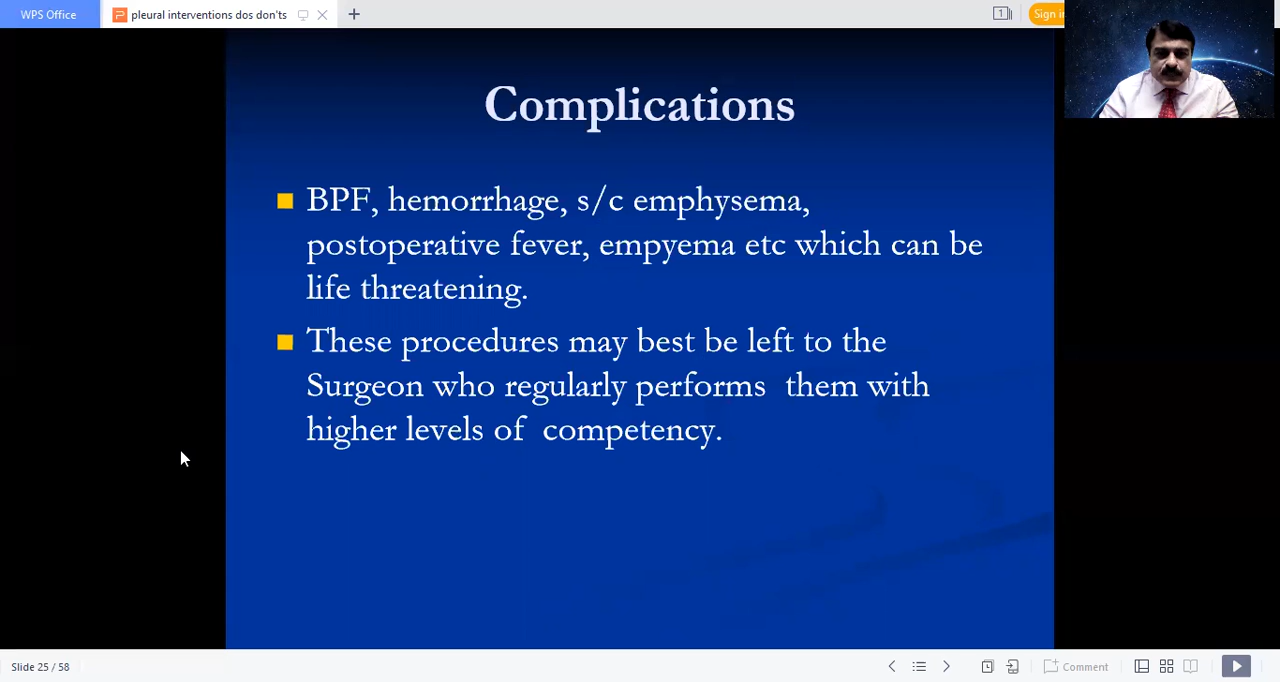 WPS Office
pleural interventions dos don'ts
1
Sign in
Complications
BPF, hemorrhage, s/c emphysema,
postoperative fever, empyema etc which can be
life threatening.
These procedures may best be left to the
Surgeon who regularly performs them with
higher levels of competency.
Slide 25 / 58
Comment